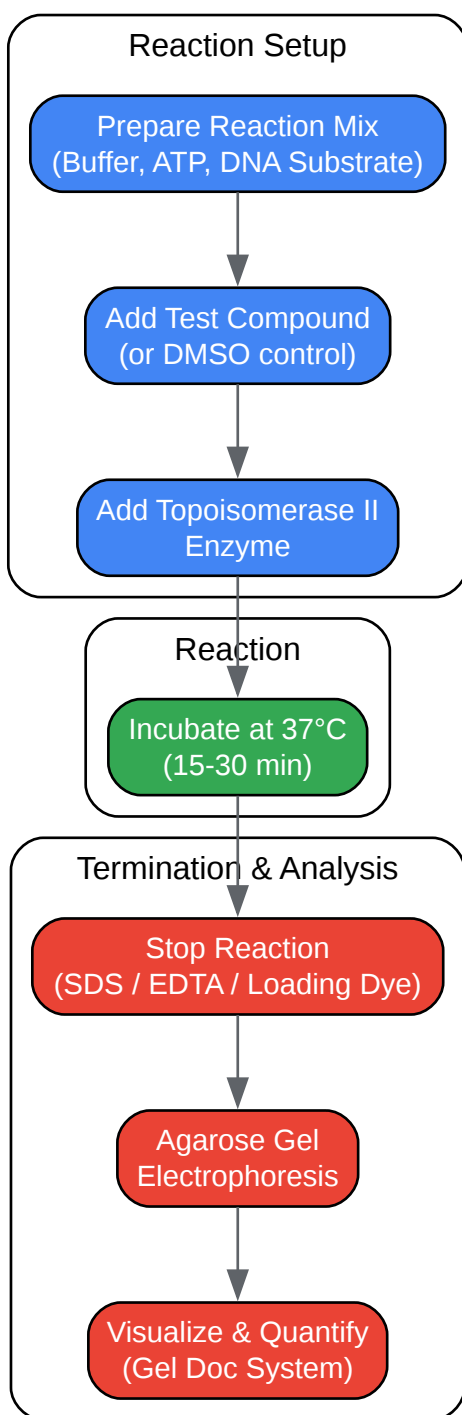 Reaction Setup
Prepare Reaction Mix
(Buffer, ATP, DNA Substrate)
Add Test Compound
(or DMSO control)
Add Topoisomerase II
Enzyme
Reaction
Incubate at 37°C
(15-30 min)
Termination & Analysis
Stop Reaction
(SDS / EDTA / Loading Dye)
Agarose Gel
Electrophoresis
Visualize & Quantify
(Gel Doc System)